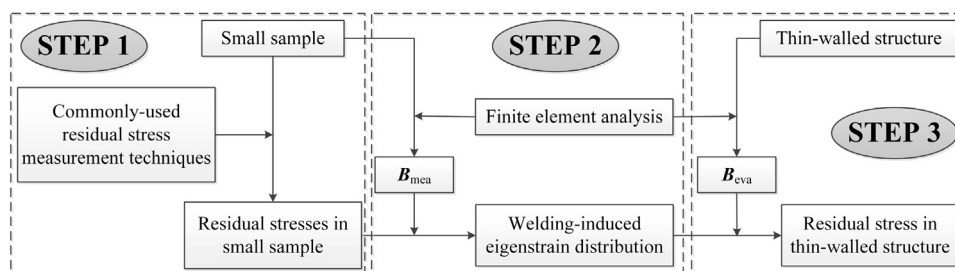 STEP 1
Small sample
Commonly-used
residual stress
measurement techniques
Residual stresses in
small sample
STEP 2
Finite element analysis
Bmea
Welding-induced
eigenstrain distribution
Thin-walled structure
STEP 3
Beva
Residual stress in
thin-walled structure